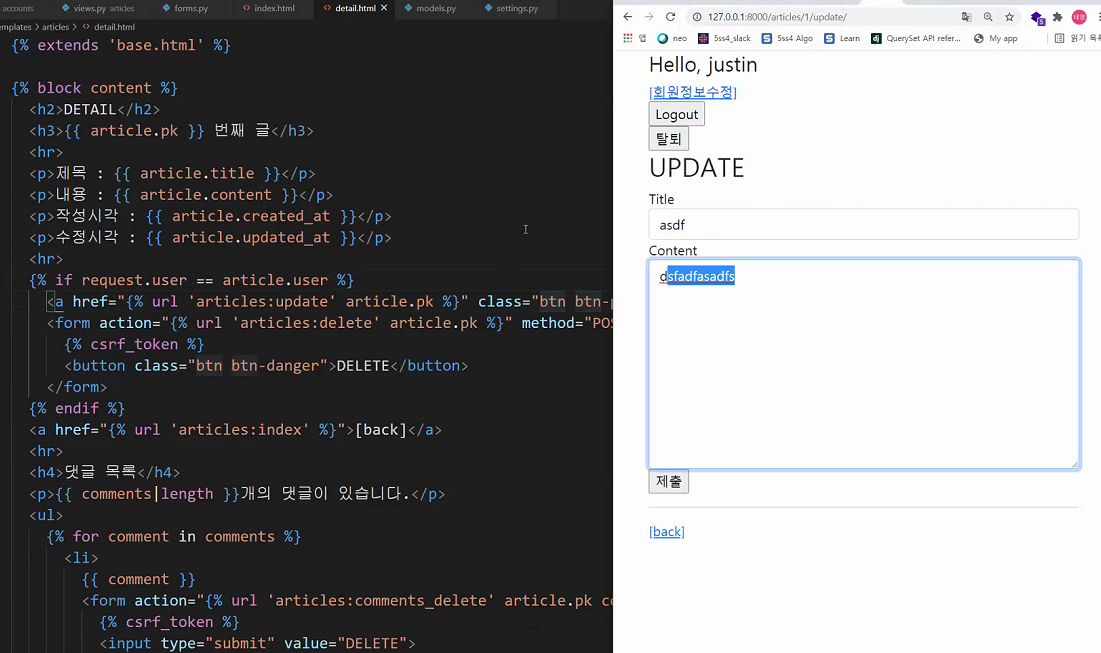 accounts
views.py articles
forms.py
index.html
detail.html
models.py
settings.py
emplates > articles > detail.html
{% extends 'base.html' %}
{% block content %}
<h2>DETAIL</h2>
<h3>{{ article.pk }} 번째 글</h3>
<hr>
<p>제목 : {{ article.title }}</p>
<p>내용 : {{ article.content }}</p>
<p>작성시각 : {{ article.created_at }}</p>
<p>수정시각 : {{ article.updated_at }}</p>
<hr>
{% if request.user == article.user %}
<a href="{% url 'articles:update' article.pk %}" class="btn btn-p
<form action="{% url 'articles:delete' article.pk %}" method="POS
{% csrf_token %}
<button class="btn btn-danger">DELETE</button>
</form>
{% endif %}
<a href="{% url 'articles:index' %}">[back]</a>
<hr>
<h4>댓글 목록</h4>
<p>{{ comments|length }}개의 댓글이 있습니다.</p>
<ul>
{% for comment in comments %}
<li>
{{ comment }}
<form action="{% url 'articles:comments_delete' article.pk co
{% csrf_token %}
<input type="submit" value="DELETE">
127.0.0.1:8000/articles/1/update/
앱
neo
5ss4_slack
5ss4 Algo
Learn
QuerySet API refer...
My app
읽기 목록
Hello, justin
[회원정보수정]
Logout
탈퇴
UPDATE
Title
asdf
Content
dsfadfasadfs
제출
[back]